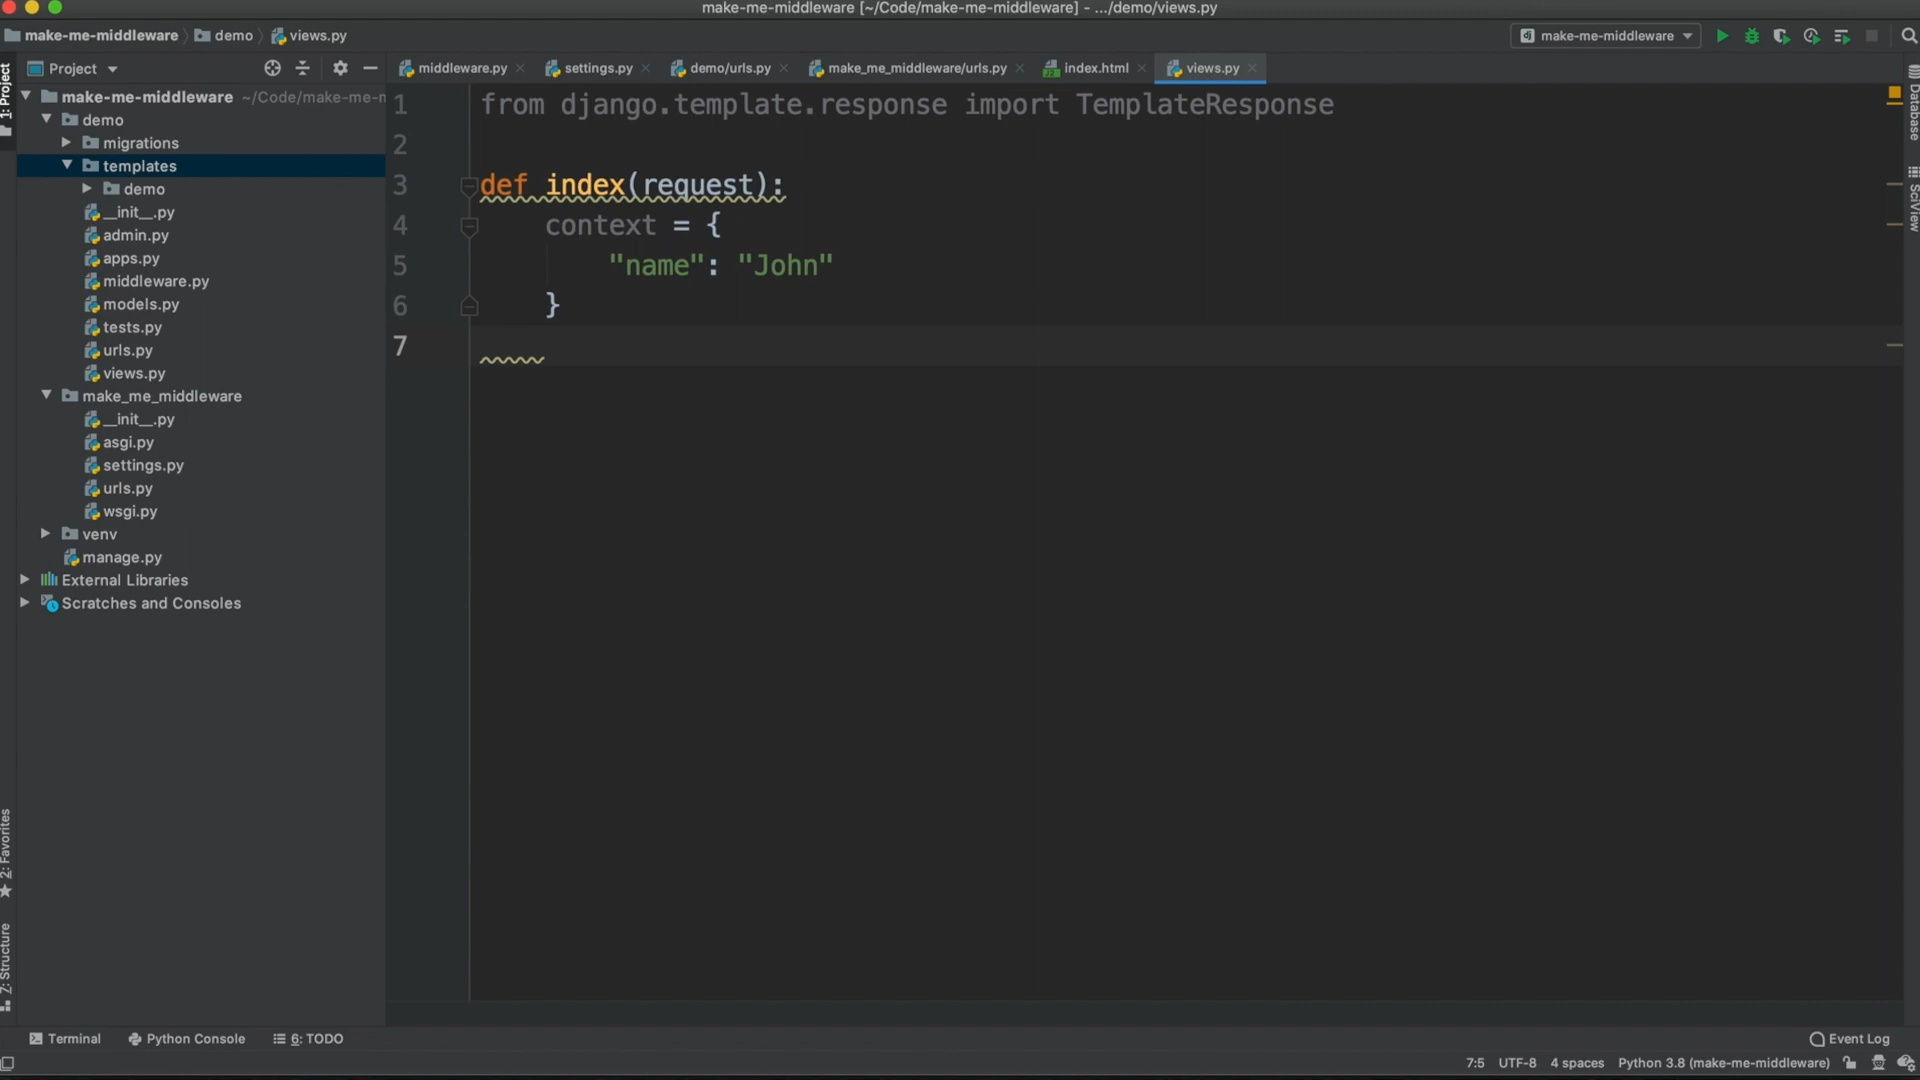 make-me-middleware [~/Code/make-me-middleware] - .../demo/views.py
make-me-middleware demo views.py
make-me-middleware
Project
middleware.py settings.py demo/urls.py make_me_middleware/urls.py index.html views.py
1: Project
make-me-middleware ~/Code/make-me-n
demo
migrations
templates
demo
__init__.py
admin.py
apps.py
middleware.py
models.py
tests.py
urls.py
views.py
make_me_middleware
__init__.py
asgi.py
settings.py
urls.py
wsgi.py
venv
manage.py
External Libraries
Scratches and Consoles
1 from django.template.response import TemplateResponse
2
3 def index(request):
4 context = {
5 "name": "John"
6 }
7
Database
SciView
2: Favorites
Z: Structure
Terminal Python Console 6: TODO
Event Log
7:5 UTF-8 4 spaces Python 3.8 (make-me-middleware)